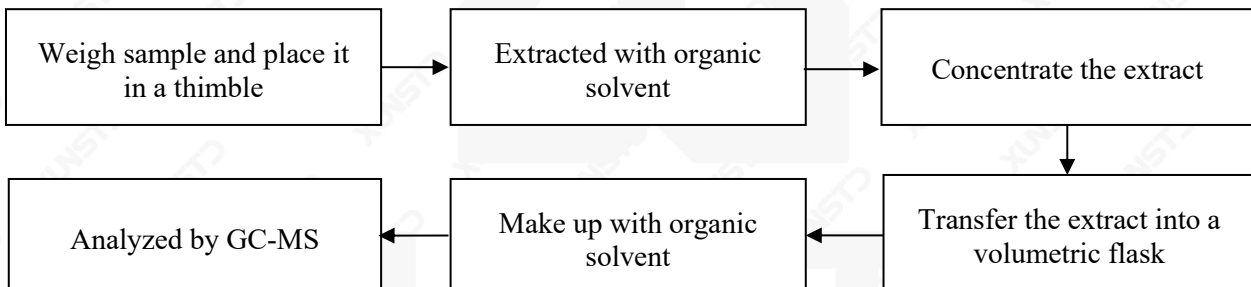 Weigh sample and place it
in a thimble
Extracted with organic
solvent
Concentrate the extract
Transfer the extract into a
volumetric flask
Make up with organic
solvent
Analyzed by GC-MS